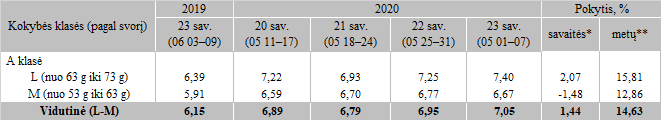 Kokybės klasės (pagal svorį) 2019 2020 Pokytis, %
23 sav. (06 03–09) 20 sav. (05 11–17) 21 sav. (05 18–24) 22 sav. (05 25–31) 23 sav. (05 01–07) savaitės* metų**
A klasė
L (nuo 63 g iki 73 g) 6,39 7,22 6,93 7,25 7,40 2,07 15,81
M (nuo 53 g iki 63 g) 5,91 6,59 6,70 6,77 6,67 -1,48 12,86
Vidutinė (L-M) 6,15 6,89 6,79 6,95 7,05 1,44 14,63